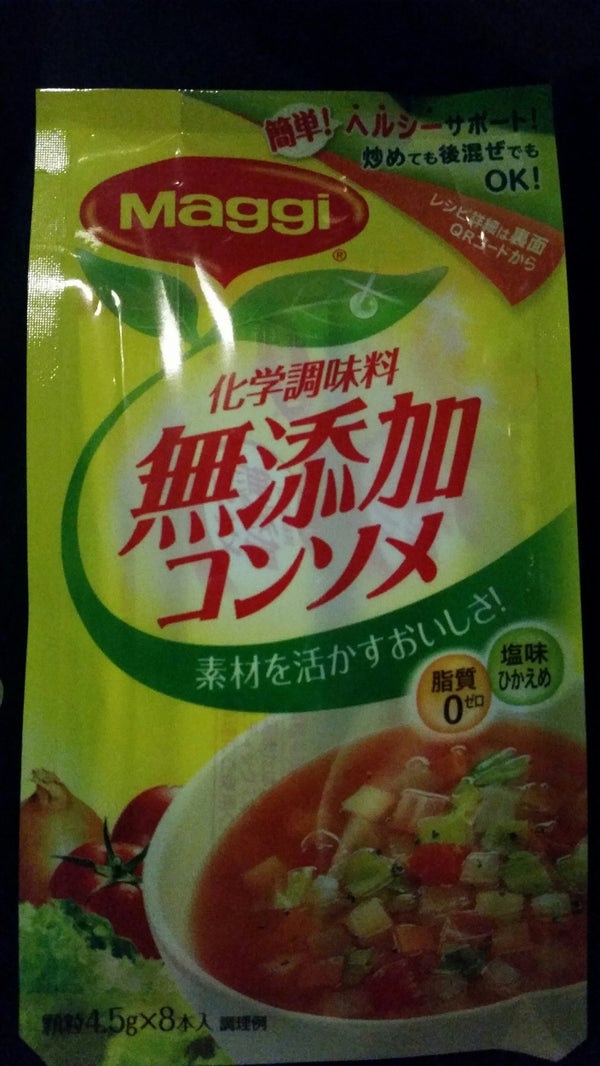 簡単! ヘルシーサポート!
炒めても後混ぜでも
OK!
レシピ詳細は裏面
QRコードから
Maggi®
化学調味料
無添加
コンソメ
素材を活かすおいしさ!
脂質
0ゼロ
塩味
ひかえめ
顆粒4.5g×8本入 調理例